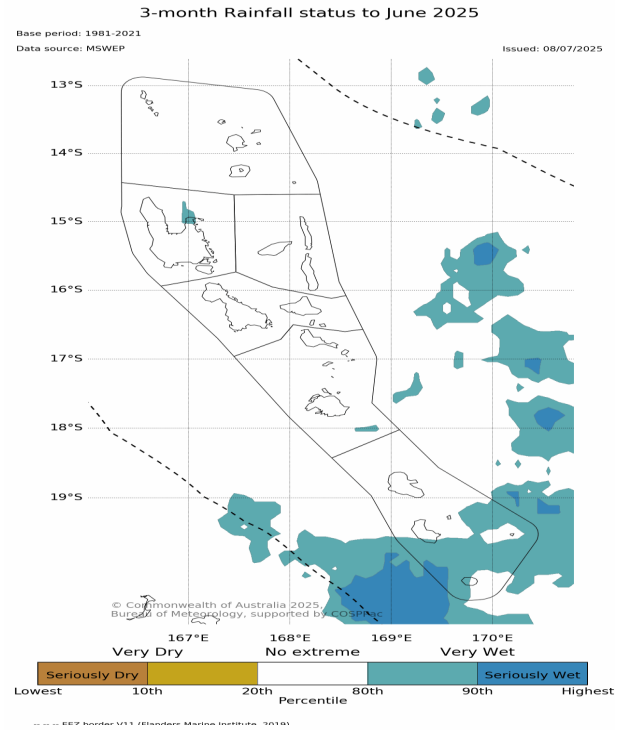 3-month Rainfall status to June 2025
Base period: 1981-2021
Data source: MSWEP
Issued: 08/07/2025
13°S
14°S
15°S
16°S
17°S
18°S
19°S
© Commonwealth of Australia 2025,
Bureau of Meteorology, supported by COSPPac
167°E 168°E 169°E 170°E
Very Dry No extreme Very Wet
Seriously Dry Seriously Wet
Lowest 10th 20th 80th 90th Highest
Percentile
EEZ border V11 (Flanders Marine Institute, 2019)